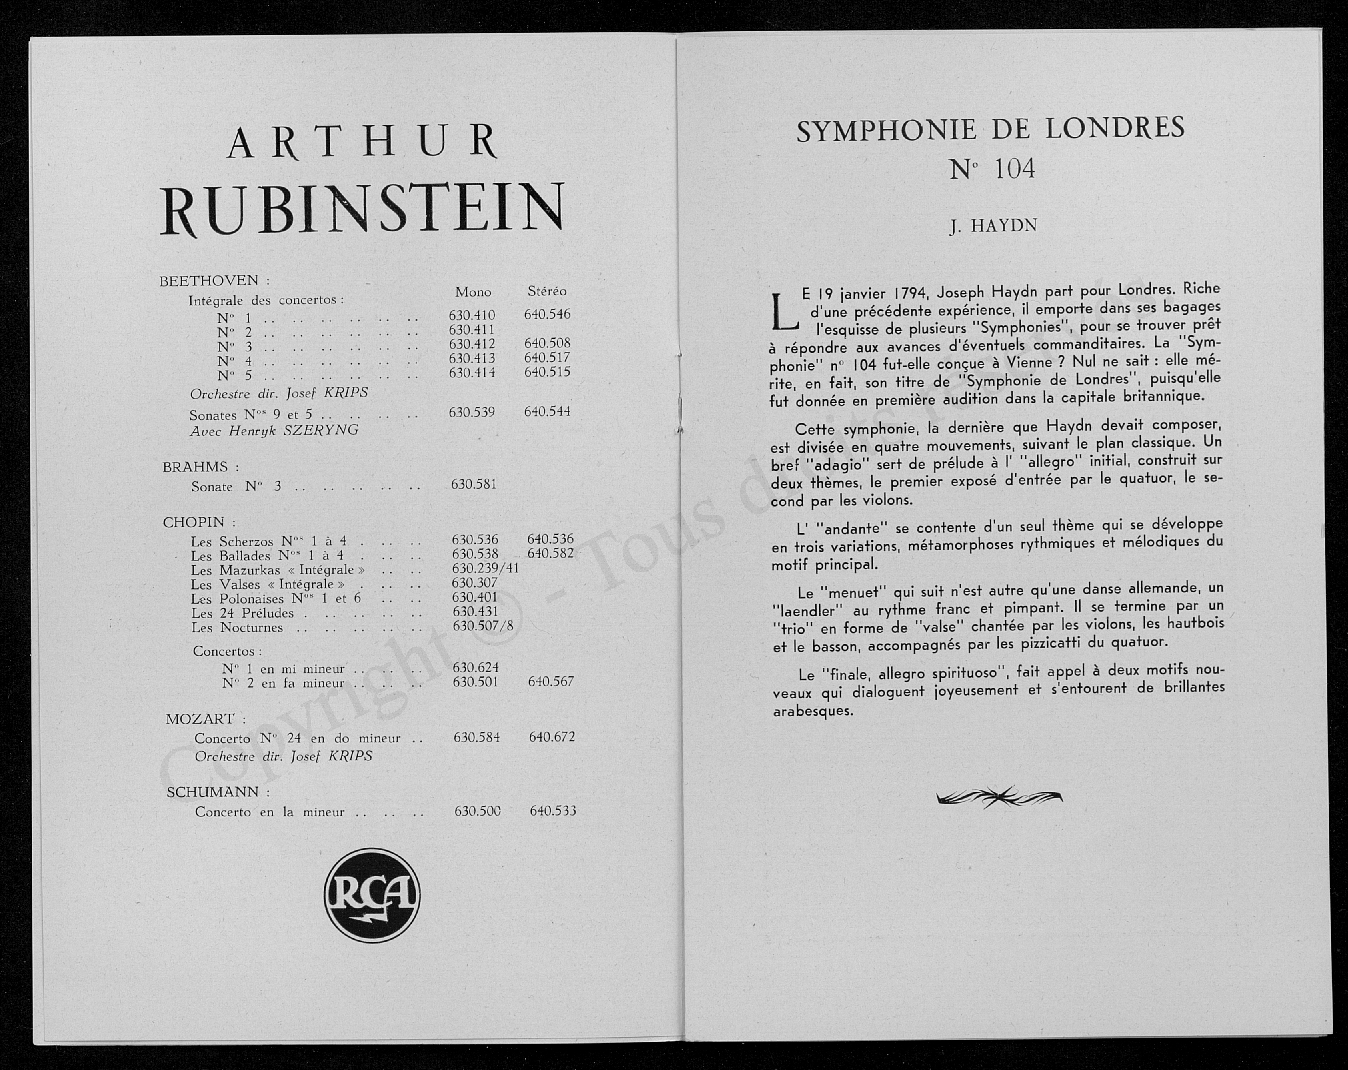 ARTHUR
RUBINSTEIN
BEETHOVEN :
Mono Stéréo
Intégrale des concertos :
N° 1 .. .. .. .. .. .. 630.410 640.546
N° 2 .. .. .. .. .. .. 630.411
N° 3 .. .. .. .. .. .. 630.412 640.508
N° 4 .. .. .. .. .. .. 630.413 640.517
N° 5 .. .. .. .. .. .. 630.414 640.515
Orchestre dir. Josef KRIPS
Sonates Nos 9 et 5 .. .. .. .. 630.539 640.544
Avec Henryk SZERYNG
BRAHMS :
Sonate N° 3 .. .. .. .. .. 630.581
CHOPIN :
Les Scherzos Nos 1 à 4 . .. .. 630.536 640.536
Les Ballades Nos 1 à 4 . .. .. 630.538 640.582
Les Mazurkas « Intégrale » .. .. 630.239/41
Les Valses « Intégrale » . .. .. 630.307
Les Polonaises Nos 1 et 6 .. .. 630.401
Les 24 Préludes . .. .. .. .. 630.431
Les Nocturnes .. .. .. .. .. 630.507/8
Concertos :
N° 1 en mi mineur .. .. .. 630.624
N° 2 en fa mineur .. .. .. 630.501 640.567
MOZART :
Concerto N° 24 en do mineur .. 630.584 640.672
Orchestre dir. Josef KRIPS
SCHUMANN :
Concerto en la mineur .. .. .. 630.500 640.533
RCA
SYMPHONIE DE LONDRES
N° 104
J. HAYDN
LE 19 janvier 1794, Joseph Haydn part pour Londres. Riche
d'une précédente expérience, il emporte dans ses bagages
l'esquisse de plusieurs "Symphonies", pour se trouver prêt
à répondre aux avances d'éventuels commanditaires. La "Sym-
phonie" n° 104 fut-elle conçue à Vienne ? Nul ne sait : elle mé-
rite, en fait, son titre de "Symphonie de Londres", puisqu'elle
fut donnée en première audition dans la capitale britannique.
Cette symphonie, la dernière que Haydn devait composer,
est divisée en quatre mouvements, suivant le plan classique. Un
bref "adagio" sert de prélude à l' "allegro" initial, construit sur
deux thèmes, le premier exposé d'entrée par le quatuor, le se-
cond par les violons.
L' "andante" se contente d'un seul thème qui se développe
en trois variations, métamorphoses rythmiques et mélodiques du
motif principal.
Le "menuet" qui suit n'est autre qu'une danse allemande, un
"laendler" au rythme franc et pimpant. Il se termine par un
"trio" en forme de "valse" chantée par les violons, les hautbois
et le basson, accompagnés par les pizzicatti du quatuor.
Le "finale, allegro spirituoso", fait appel à deux motifs nou-
veaux qui dialoguent joyeusement et s'entourent de brillantes
arabesques.
Copyright © - Tous droits